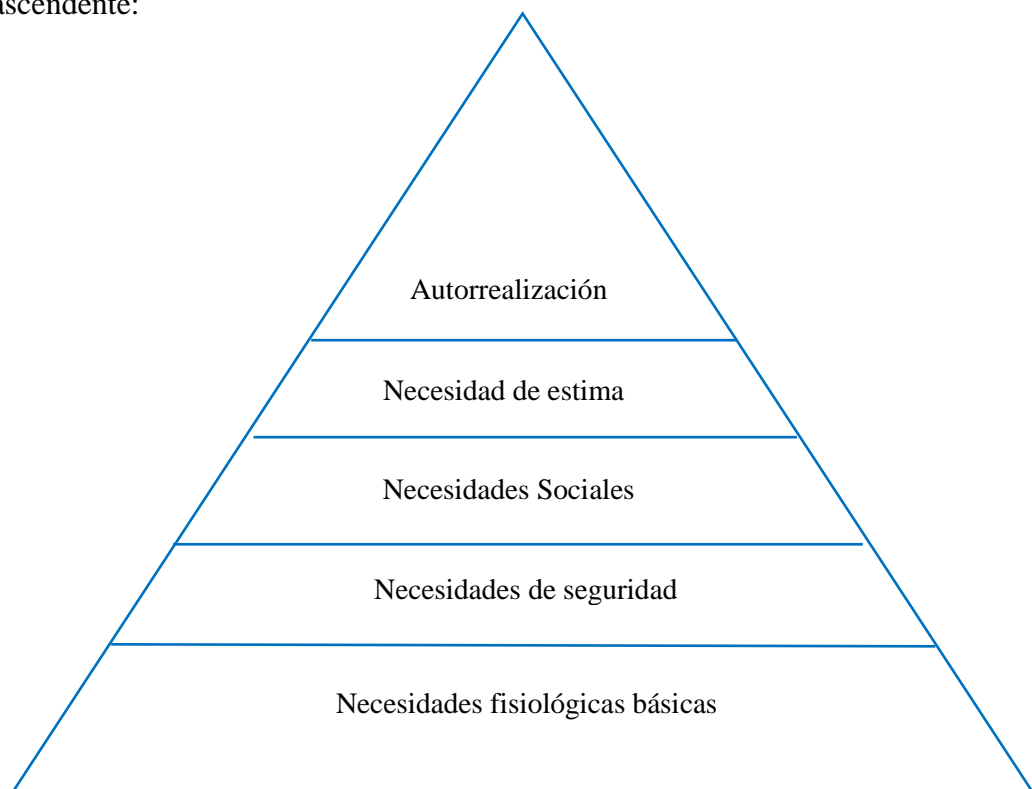 ascendente:
Autorrealización
Necesidad de estima
Necesidades Sociales
Necesidades de seguridad
Necesidades fisiológicas básicas